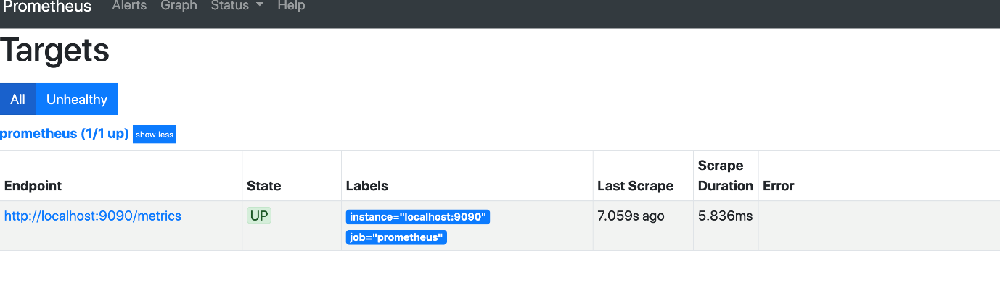 Prometheus Alerts Graph Status Help
Targets
All Unhealthy
prometheus (1/1 up) show less
Endpoint State Labels Last Scrape Scrape Duration Error
http://localhost:9090/metrics UP instance="localhost:9090" 7.059s ago 5.836ms
job="prometheus"